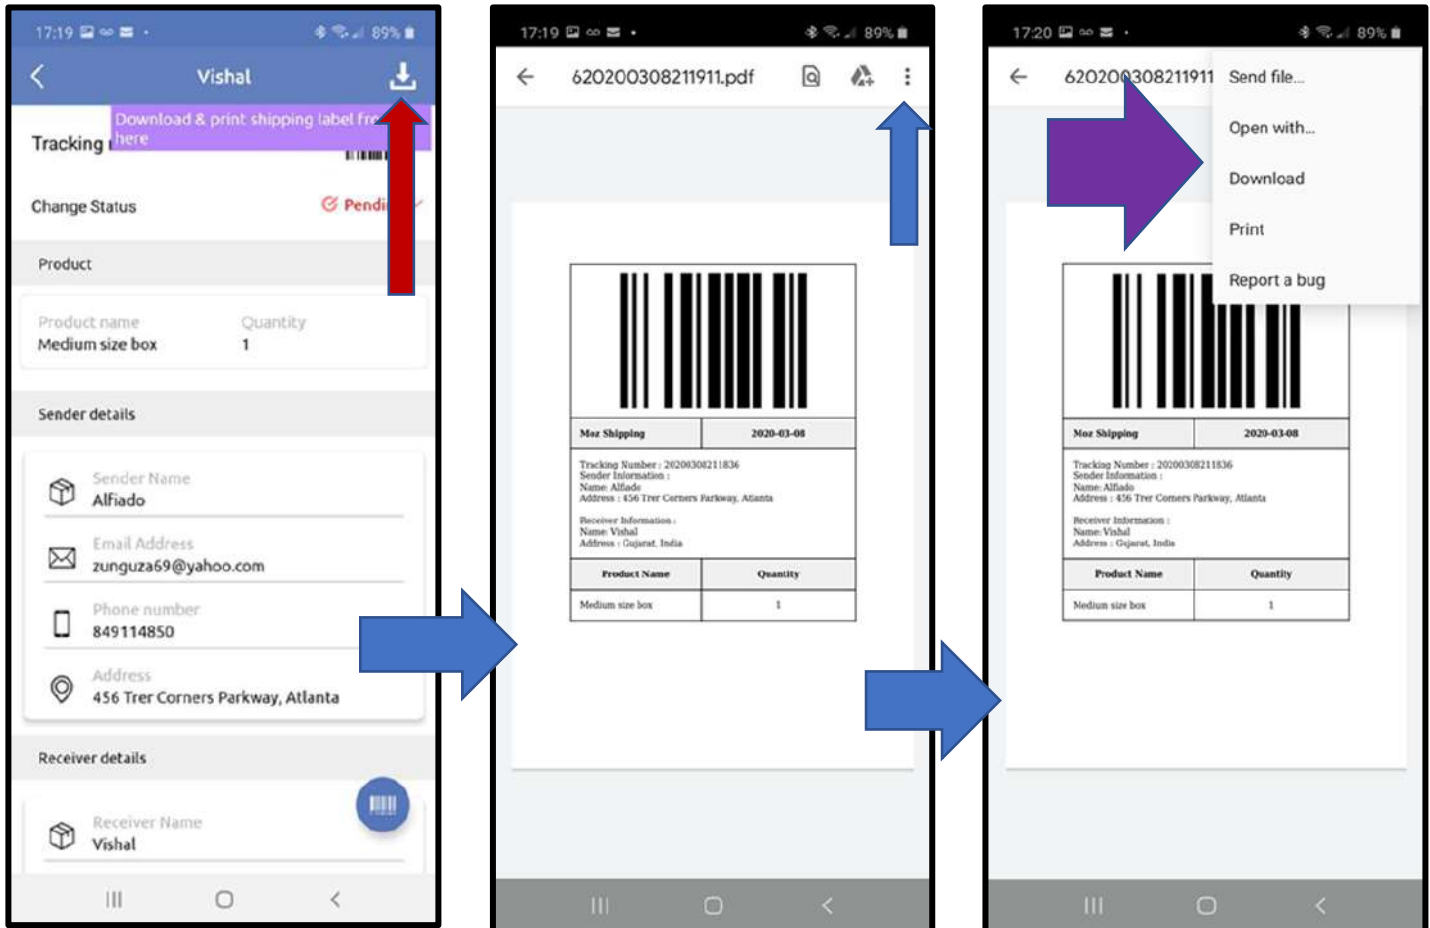 17:19 89%
Vishal
Download & print shipping label
here
Tracking
Change Status
Product
Product name Quantity
Medium size box 1
Sender details
Sender Name
Alfiado
Email Address
zunguza69@yahoo.com
Phone number
849114850
Address
456 Trer Corners Parkway, Atlanta
Receiver details
Receiver Name
Vishal
17:19 89%
620200308211911.pdf
Moz Shipping 2020-03-08
Tracking Number : 20200308211836
Sender Information :
Name: Alfiado
Address : 456 Trer Corners Parkway, Atlanta
Receiver Information :
Name: Vishal
Address : Gujarat, India
Product Name Quantity
Medium size box 1
17:20 89%
620200308211911
Send file...
Open with...
Download
Print
Report a bug
Moz Shipping 2020-03-08
Tracking Number : 20200308211836
Sender Information :
Name: Alfiado
Address : 456 Trer Corners Parkway, Atlanta
Receiver Information :
Name: Vishal
Address : Gujarat, India
Product Name Quantity
Medium size box 1